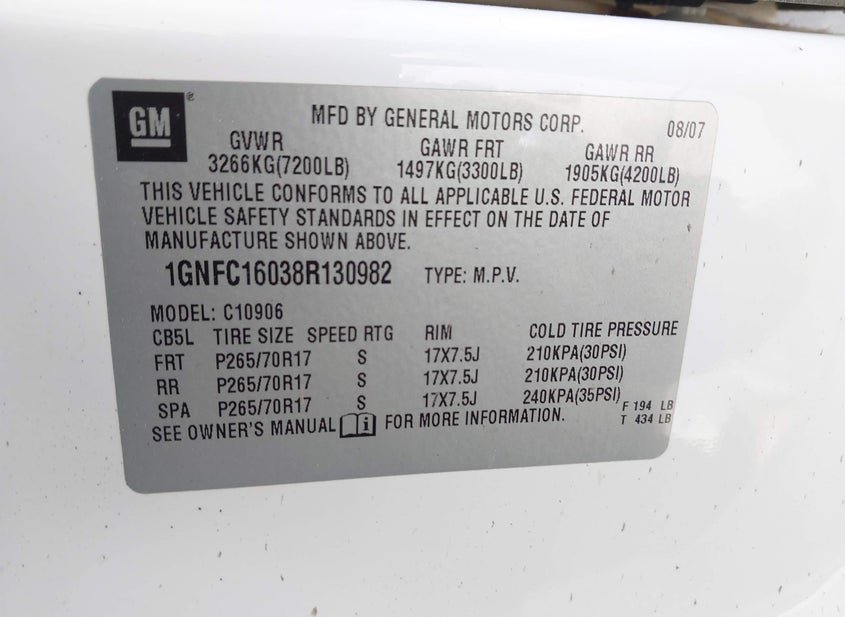 GM®
MFD BY GENERAL MOTORS CORP. 08/07
GVWR GAWR FRT GAWR RR
3266KG(7200LB) 1497KG(3300LB) 1905KG(4200LB)
THIS VEHICLE CONFORMS TO ALL APPLICABLE U.S. FEDERAL MOTOR
VEHICLE SAFETY STANDARDS IN EFFECT ON THE DATE OF
MANUFACTURE SHOWN ABOVE.
1GNFC16038R130982 TYPE: M.P.V.
MODEL: C10906
CB5L TIRE SIZE SPEED RTG RIM COLD TIRE PRESSURE
FRT P265/70R17 S 17X7.5J 210KPA(30PSI)
RR P265/70R17 S 17X7.5J 210KPA(30PSI)
SPA P265/70R17 S 17X7.5J 240KPA(35PSI)
F 194 LB
T 434 LB
SEE OWNER'S MANUAL i FOR MORE INFORMATION.